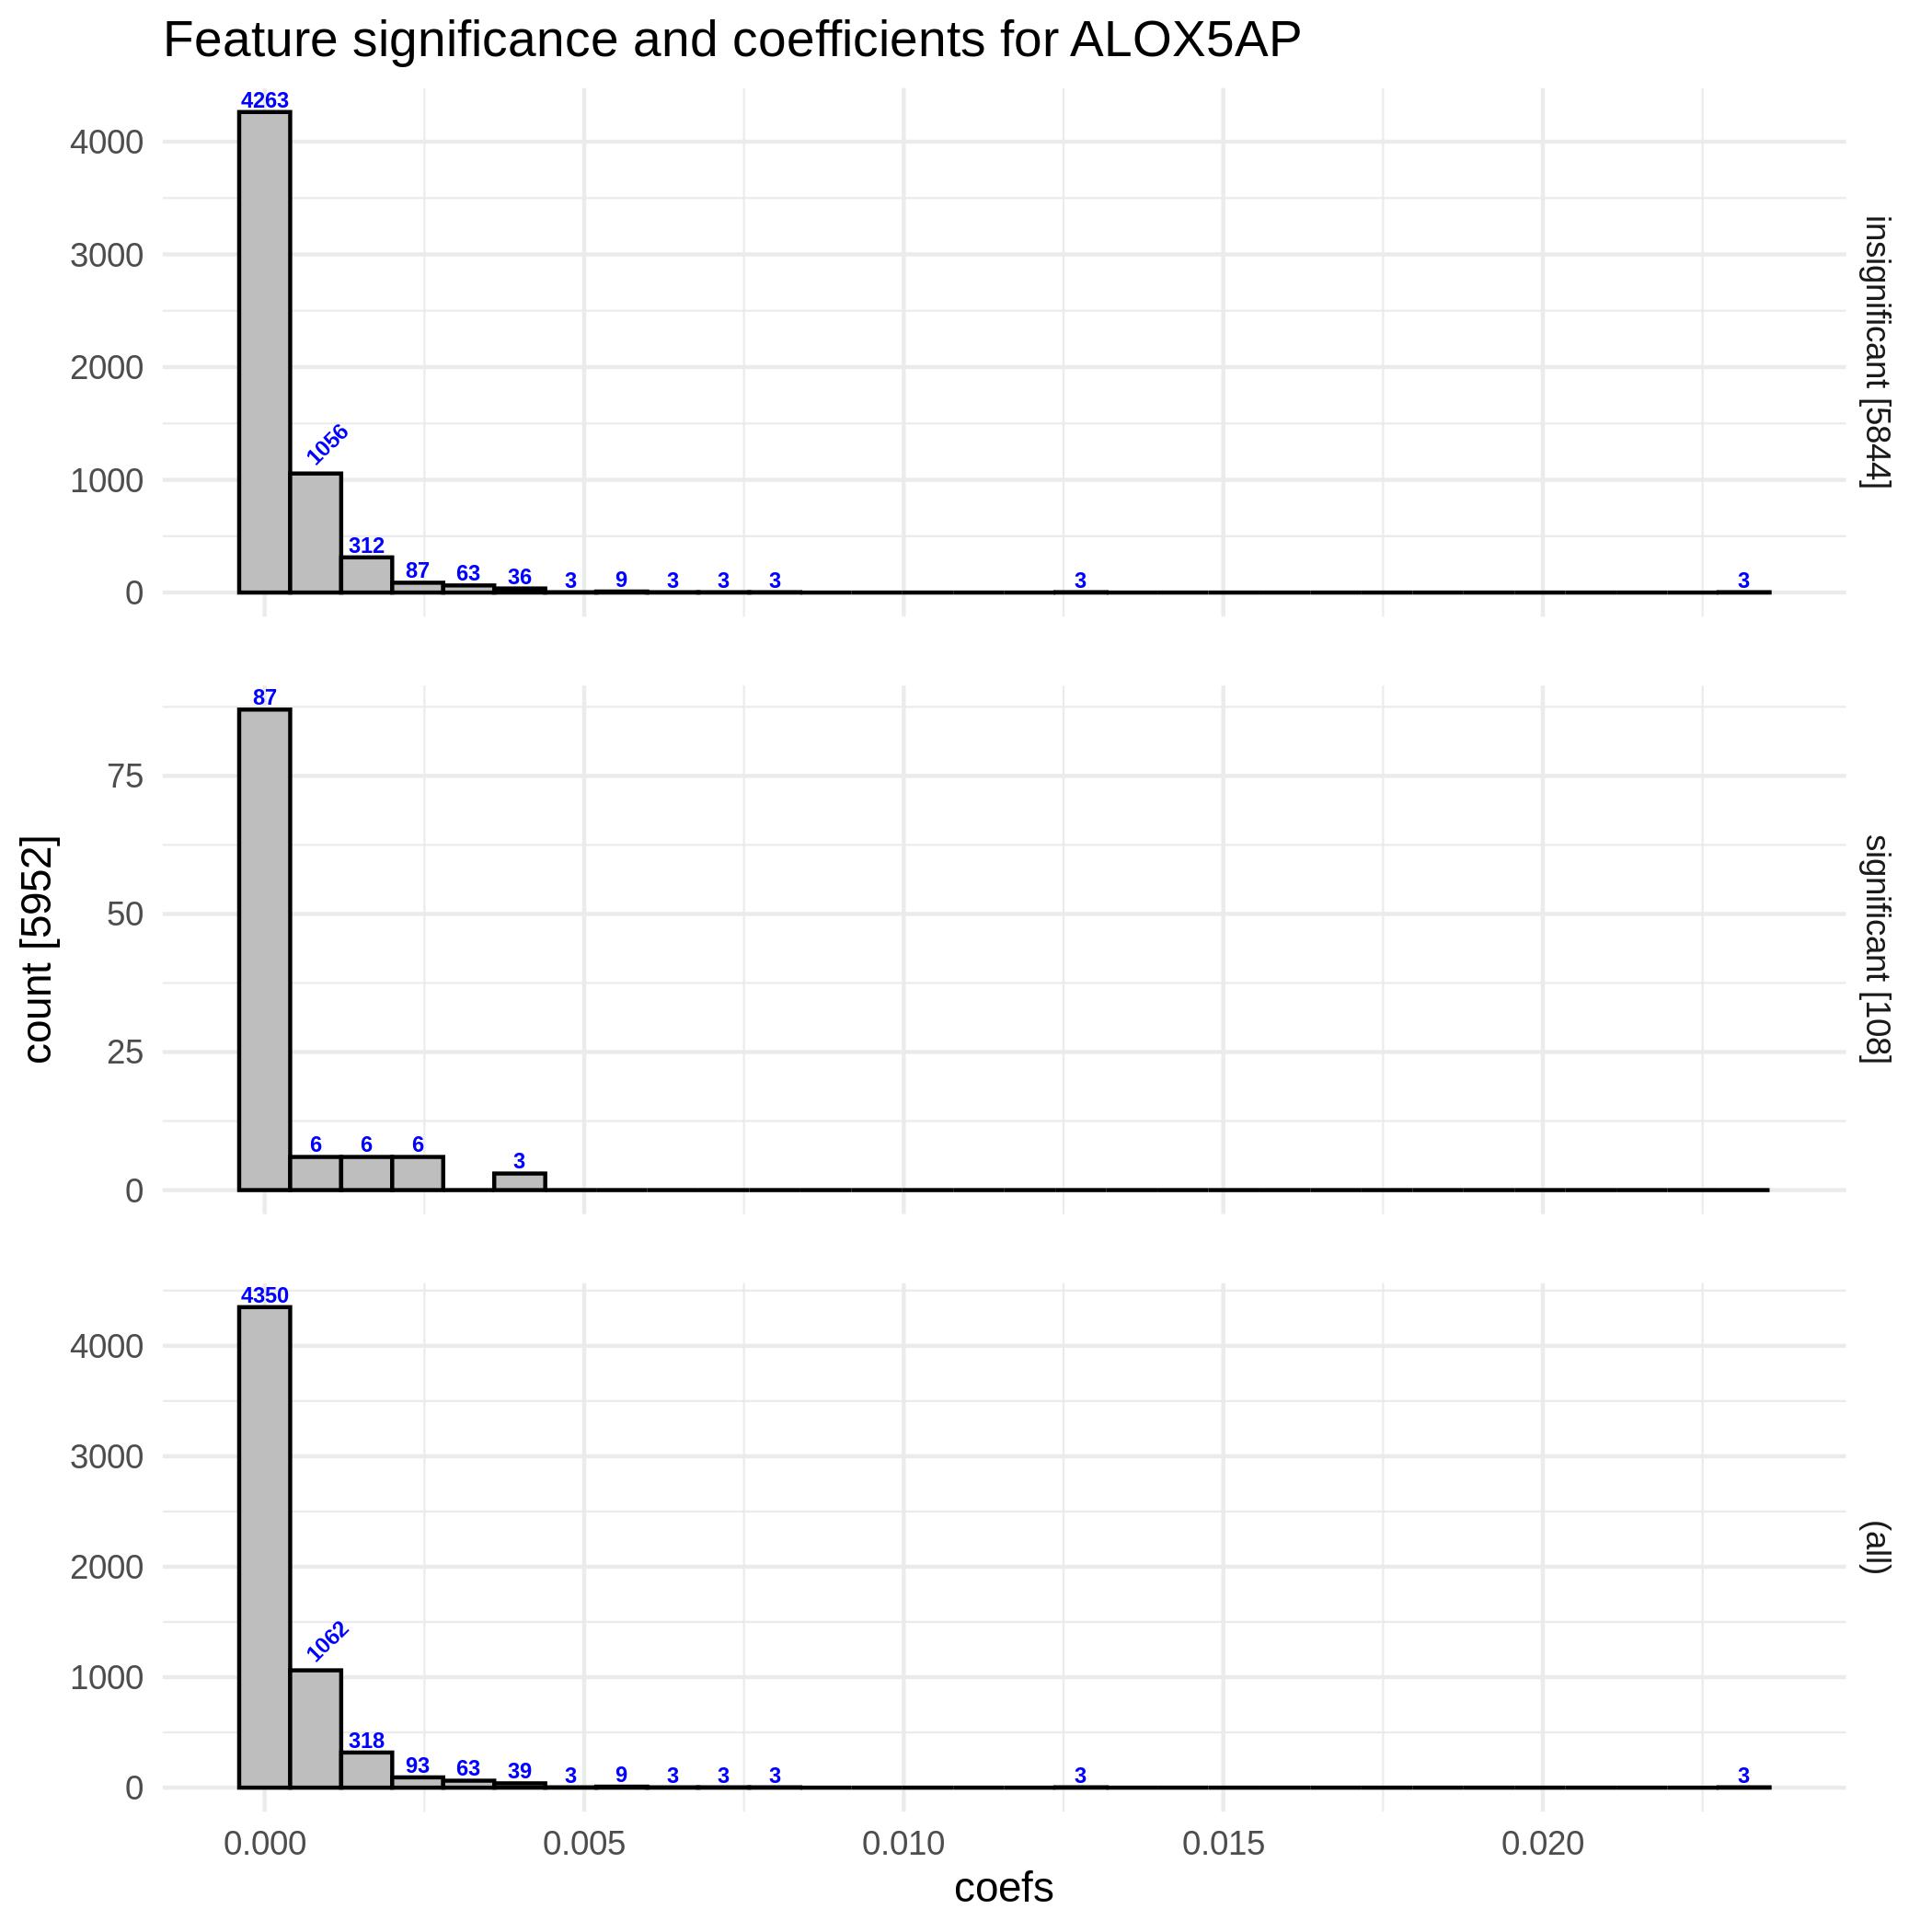 Feature significance and coefficients for ALOX5AP
4263
4000
3000
2000
1056
1000
312
87 63 36 3 9 3 3 3 3 3
0
insignificant [5844]
87
75
50
25
6 6 6 3
0
significant [108]
count [5952]
4350
4000
3000
2000
1062
1000
318
93 63 39 3 9 3 3 3 3 3
0
(all)
0.000 0.005 0.010 0.015 0.020
coefs